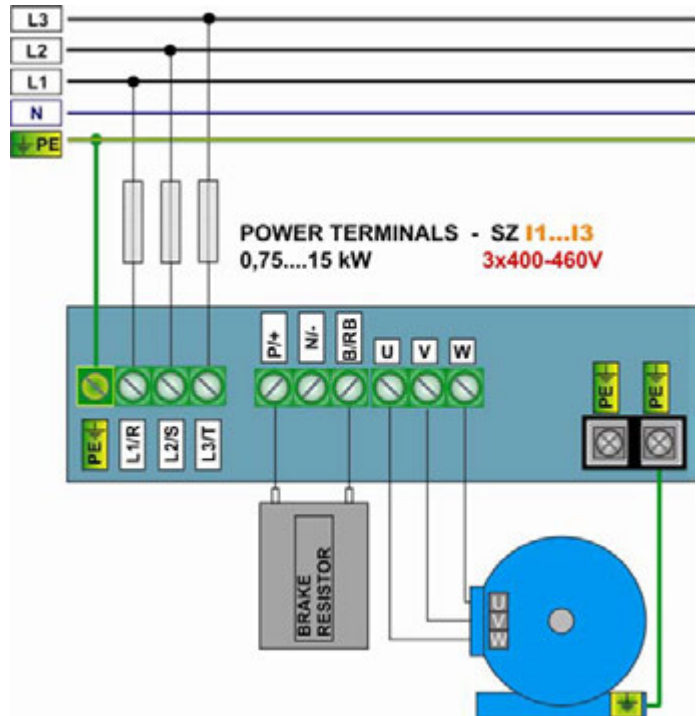 L3
L2
L1
N
PE
POWER TERMINALS - SZ I1...I3
0,75....15 kW 3x400-460V
P/+
N/-
B/RB
U
V
W
PE
PE
PE
L1/R
L2/S
L3/T
BRAKE
RESISTOR
U
V
W